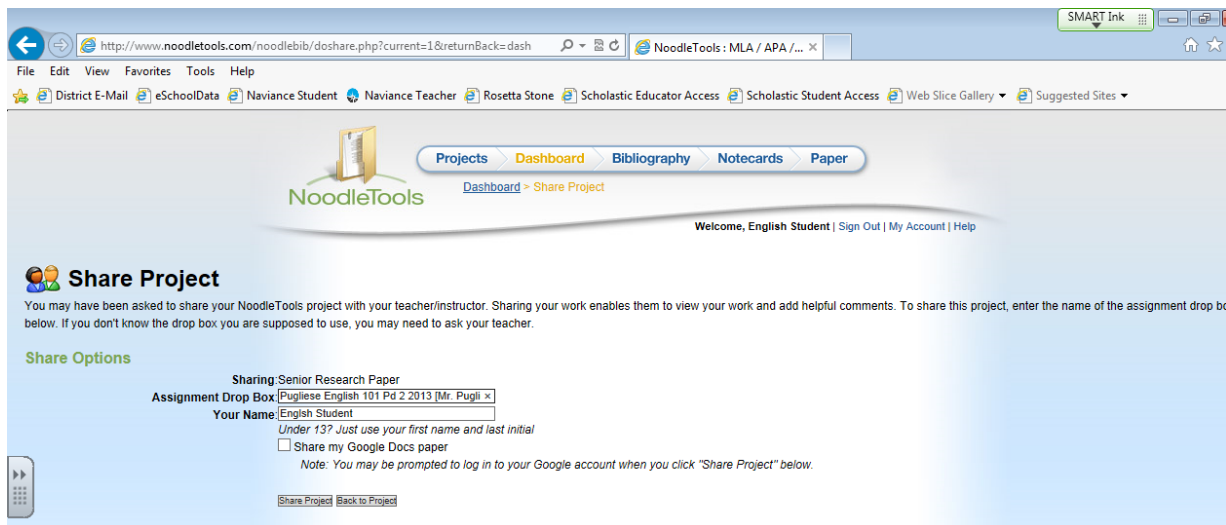 SMART Ink
http://www.noodletools.com/noodlebib/doshare.php?current=1&returnBack=dash
NoodleTools : MLA / APA /... ×
File Edit View Favorites Tools Help
District E-Mail eSchoolData Naviance Student Naviance Teacher Rosetta Stone Scholastic Educator Access Scholastic Student Access Web Slice Gallery Suggested Sites
Projects Dashboard Bibliography Notecards Paper
NoodleTools
Dashboard > Share Project
Welcome, English Student | Sign Out | My Account | Help
Share Project
You may have been asked to share your NoodleTools project with your teacher/instructor. Sharing your work enables them to view your work and add helpful comments. To share this project, enter the name of the assignment drop bo
below. If you don't know the drop box you are supposed to use, you may need to ask your teacher.
Share Options
Sharing: Senior Research Paper
Assignment Drop Box: Pugliese English 101 Pd 2 2013 [Mr. Pugli ×
Your Name: Englsh Student
Under 13? Just use your first name and last initial
Share my Google Docs paper
Note: You may be prompted to log in to your Google account when you click "Share Project" below.
Share Project Back to Project